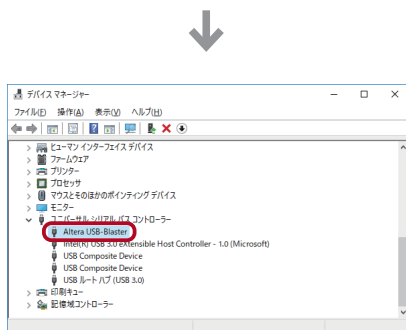 デバイス マネージャー
ファイル(F) 操作(A) 表示(V) ヘルプ(H)
ヒューマン インターフェイス デバイス
ファームウェア
プリンター
プロセッサ
マウスとそのほかのポインティング デバイス
モニター
ユニバーサル シリアル バス コントローラー
Altera USB-Blaster
Intel(R) USB 3.0 eXtensible Host Controller - 1.0 (Microsoft)
USB Composite Device
USB Composite Device
USB ルート ハブ (USB 3.0)
印刷キュー
記憶域コントローラー